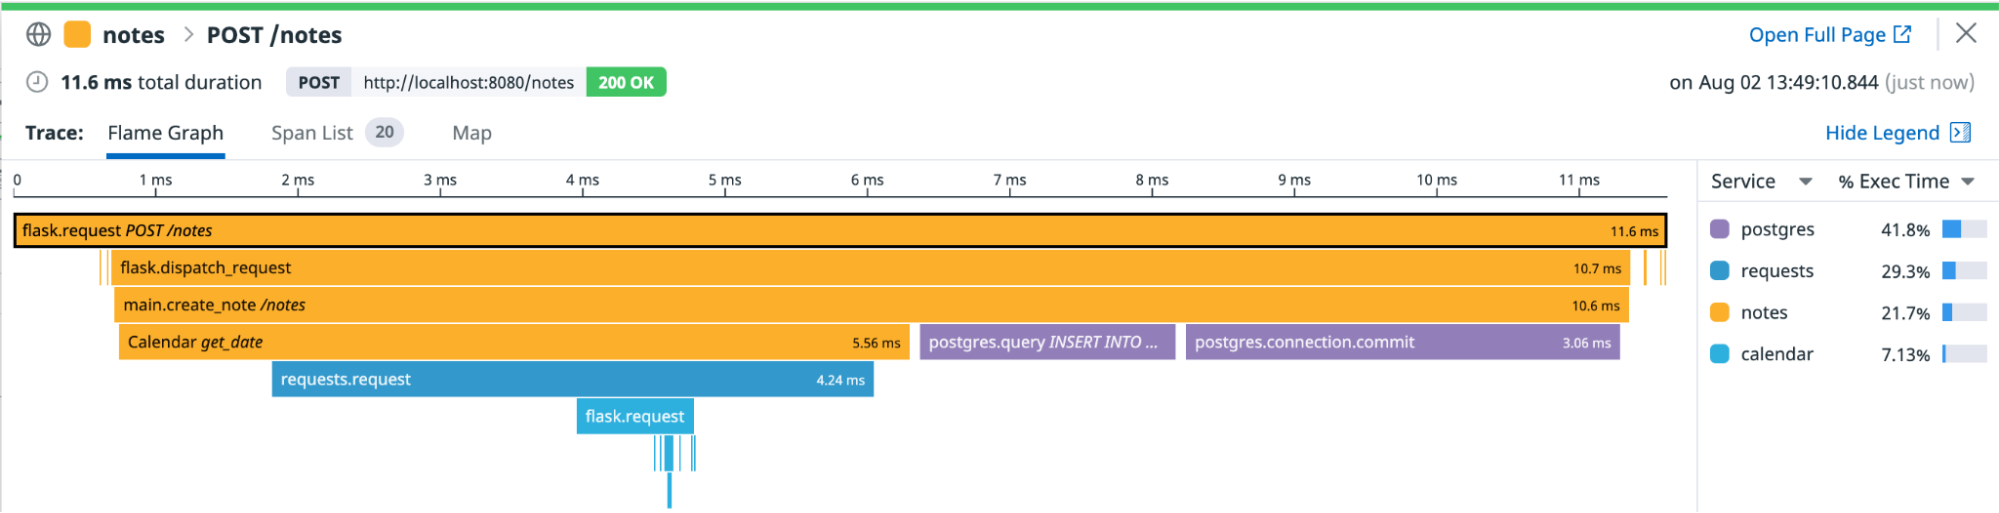 notes > POST /notes
Open Full Page
11.6 ms total duration POST http://localhost:8080/notes 200 OK
on Aug 02 13:49:10.844 (just now)
Trace: Flame Graph Span List 20 Map
Hide Legend
0 1 ms 2 ms 3 ms 4 ms 5 ms 6 ms 7 ms 8 ms 9 ms 10 ms 11 ms
Service % Exec Time
flask.request POST /notes 11.6 ms
postgres 41.8%
flask.dispatch_request 10.7 ms
requests 29.3%
main.create_note /notes 10.6 ms
notes 21.7%
Calendar get_date 5.56 ms postgres.query INSERT INTO ... postgres.connection.commit 3.06 ms
calendar 7.13%
requests.request 4.24 ms
flask.request